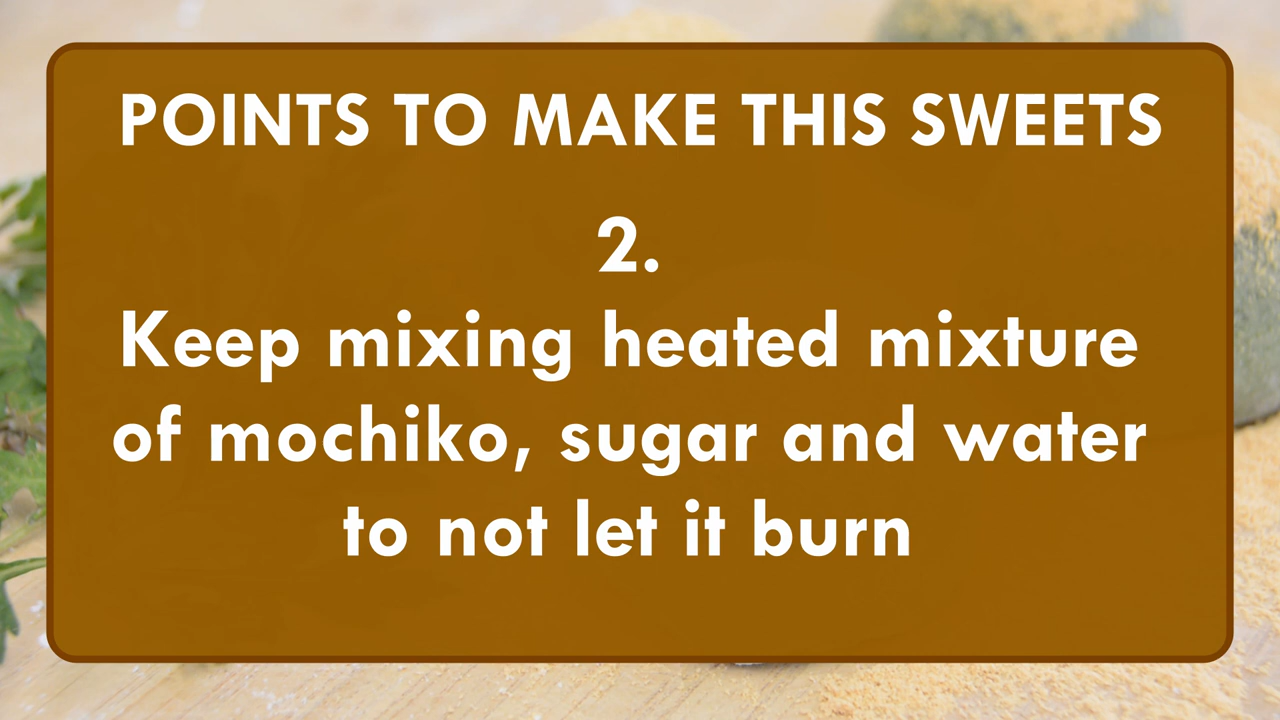 POINTS TO MAKE THIS SWEETS
2.
Keep mixing heated mixture
of mochiko, sugar and water
to not let it burn